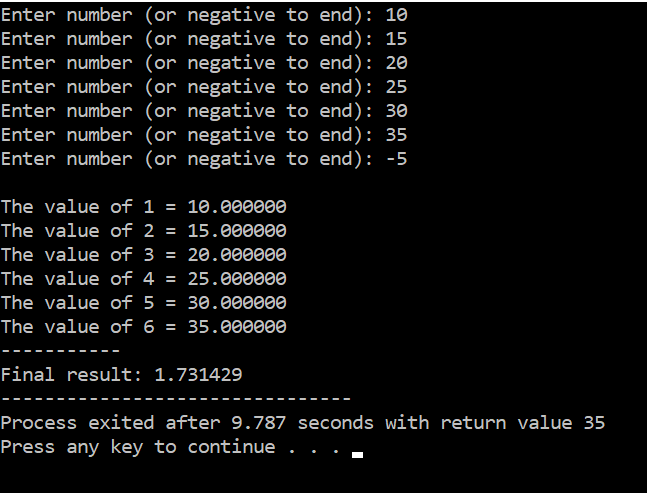 Enter number (or negative to end): 10
Enter number (or negative to end): 15
Enter number (or negative to end): 20
Enter number (or negative to end): 25
Enter number (or negative to end): 30
Enter number (or negative to end): 35
Enter number (or negative to end): -5
The value of 1 = 10.000000
The value of 2 = 15.000000
The value of 3 = 20.000000
The value of 4 = 25.000000
The value of 5 = 30.000000
The value of 6 = 35.000000
-----------
Final result: 1.731429
--------------------------------
Process exited after 9.787 seconds with return value 35
Press any key to continue . . .